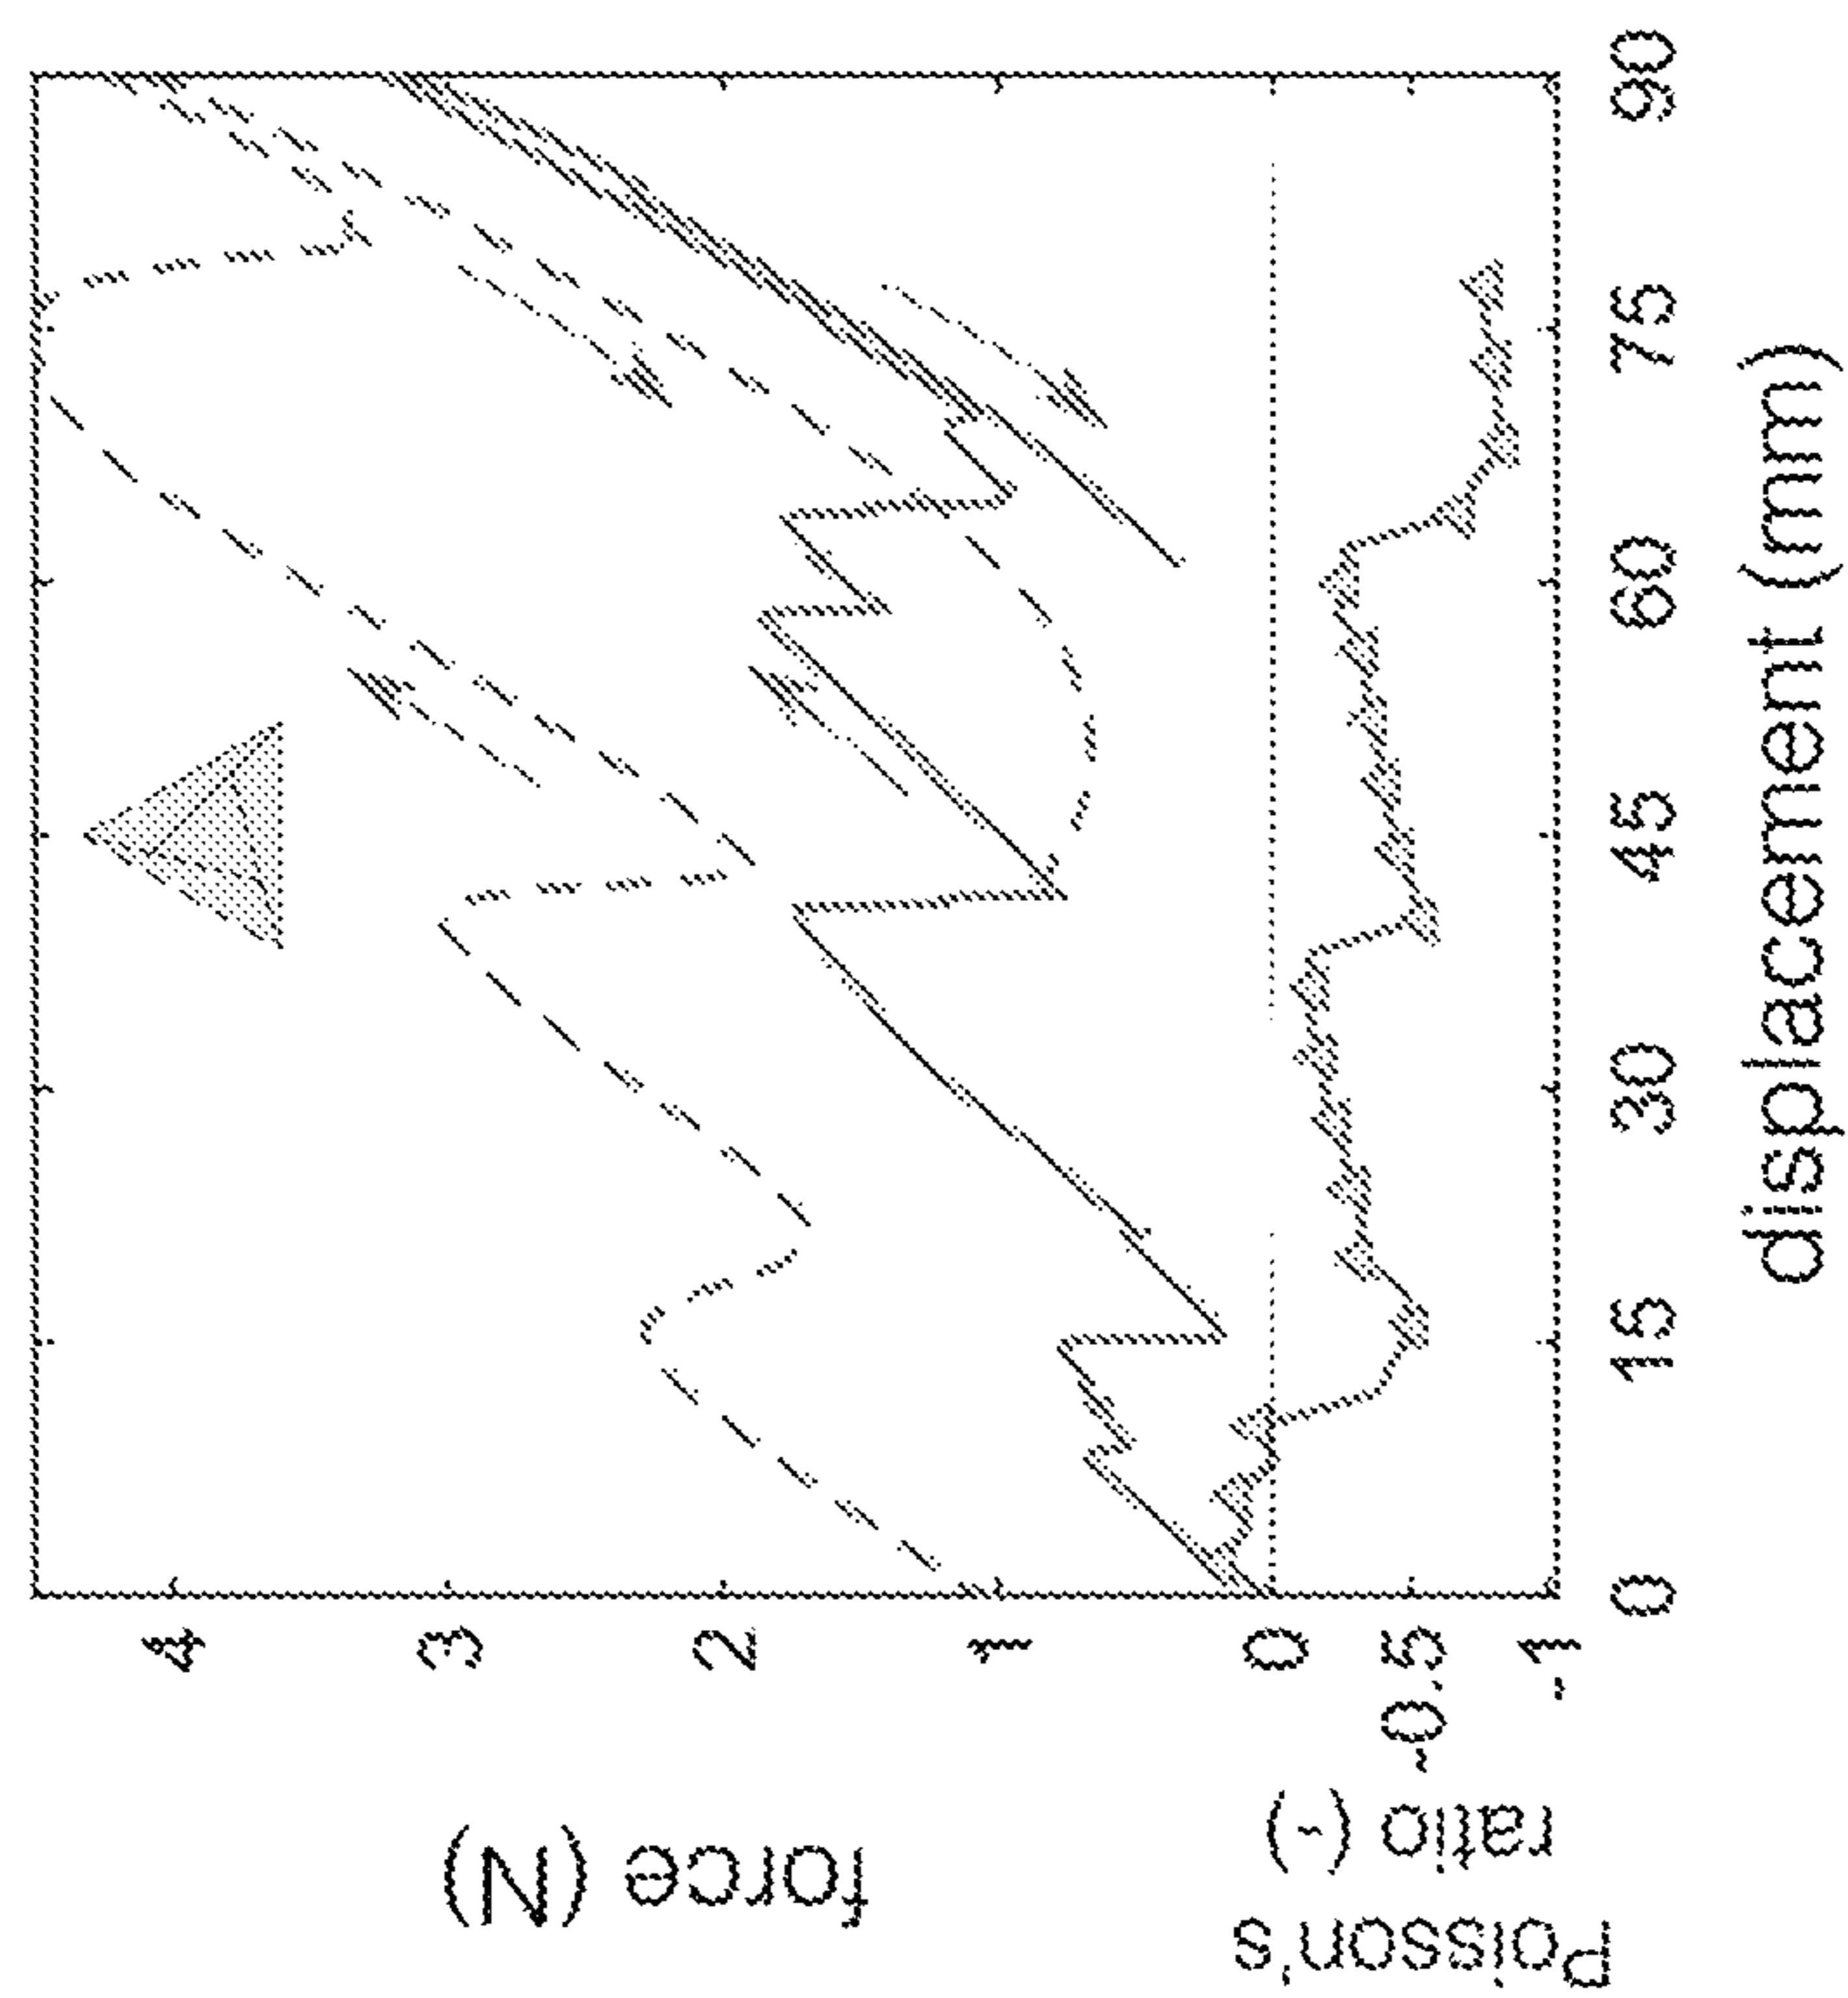 force (N)
4
3
2
1
0
-0.5
-1
Poisson's
ratio (-)
0 15 30 45 60 75 90
displacement (mm)